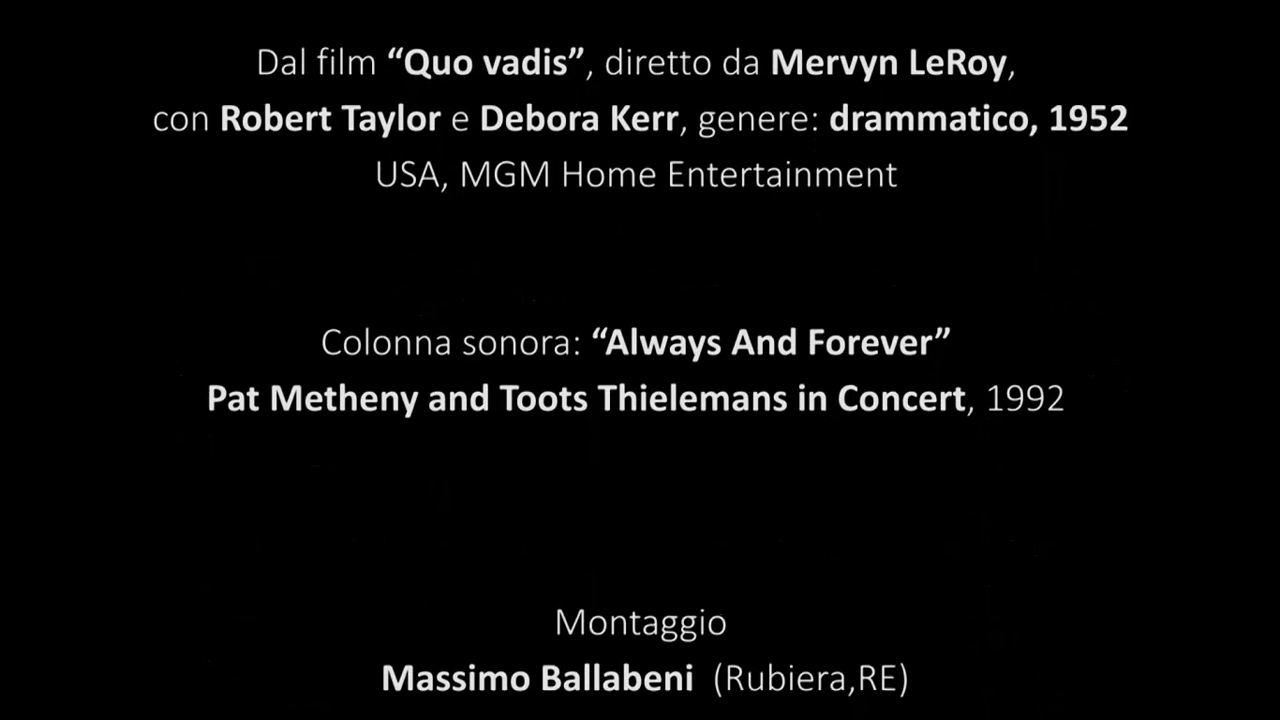 Dal film “Quo vadis”, diretto da Mervyn LeRoy,
con Robert Taylor e Debora Kerr, genere: drammatico, 1952
USA, MGM Home Entertainment
Colonna sonora: “Always And Forever”
Pat Metheny and Toots Thielemans in Concert, 1992
Montaggio
Massimo Ballabeni (Rubiera,RE)